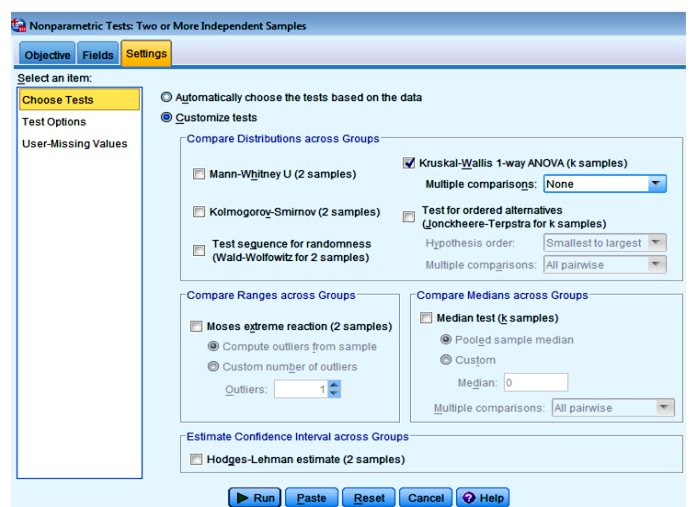 Nonparametric Tests: Two or More Independent Samples
Objective Fields Settings
Select an item:
Choose Tests
Test Options
User-Missing Values
Automatically choose the tests based on the data
Customize tests
Compare Distributions across Groups
Mann-Whitney U (2 samples)
Kolmogorov-Smirnov (2 samples)
Test sequence for randomness
(Wald-Wolfowitz for 2 samples)
Kruskal-Wallis 1-way ANOVA (k samples)
Multiple comparisons: None
Test for ordered alternatives
(Jonckheere-Terpstra for k samples)
Hypothesis order: Smallest to largest
Multiple comparisons: All pairwise
Compare Ranges across Groups
Moses extreme reaction (2 samples)
Compute outliers from sample
Custom number of outliers
Outliers: 1
Compare Medians across Groups
Median test (k samples)
Pooled sample median
Custom
Median: 0
Multiple comparisons: All pairwise
Estimate Confidence Interval across Groups
Hodges-Lehman estimate (2 samples)
Run Paste Reset Cancel Help